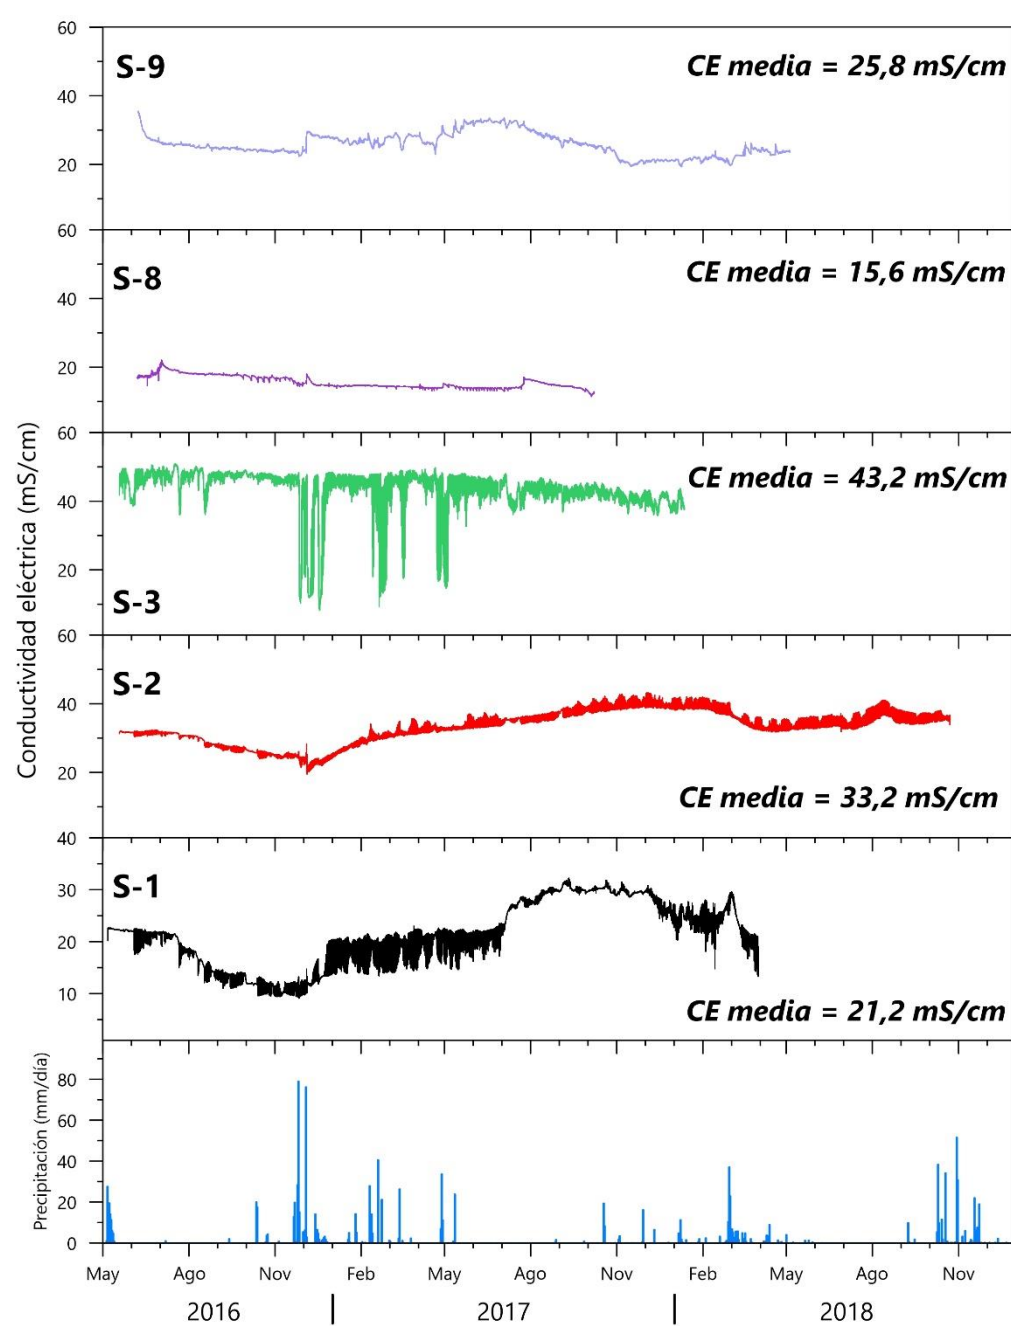 60
S-9
CE media = 25,8 mS/cm
40
20
60
S-8
CE media = 15,6 mS/cm
40
20
60
CE media = 43,2 mS/cm
40
20
S-3
60
S-2
40
20
CE media = 33,2 mS/cm
40
S-1
30
20
10
CE media = 21,2 mS/cm
Conductividad eléctrica (mS/cm)
80
60
40
20
0
Precipitación (mm/día)
May Ago Nov Feb May Ago Nov Feb May Ago Nov
2016 2017 2018